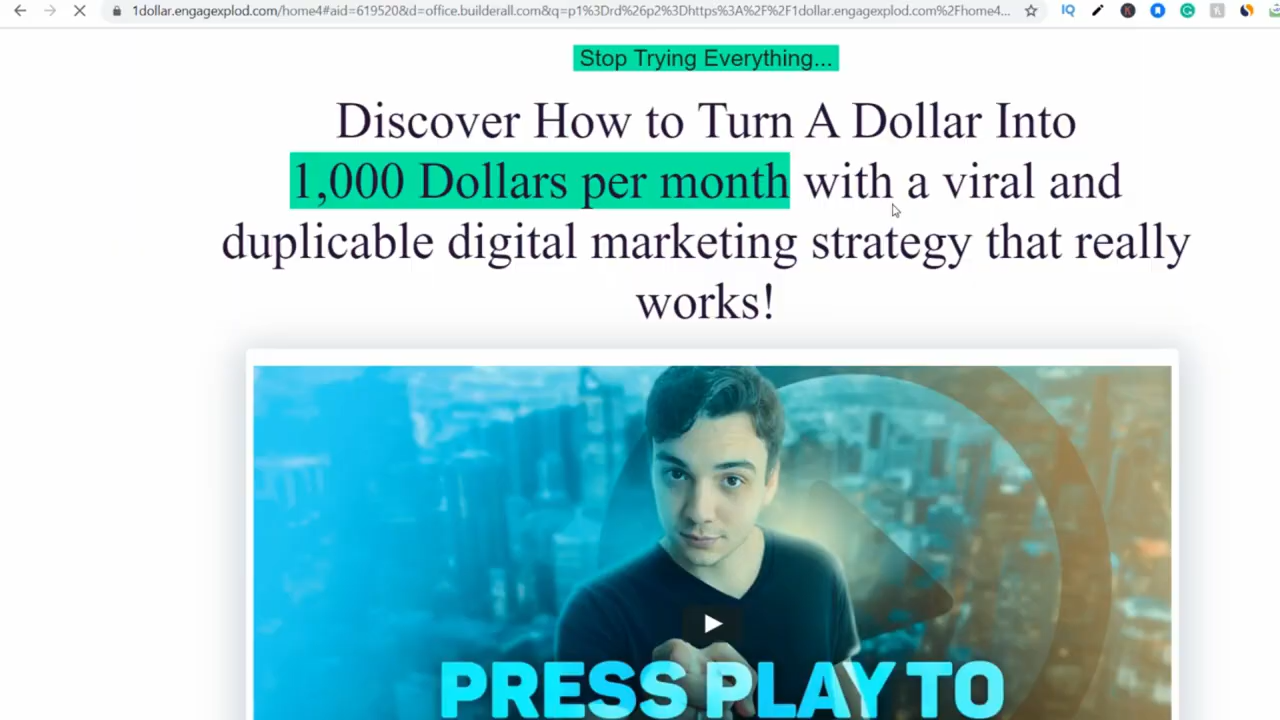 1dollar.engagexplod.com/home4#aid=619520&d=office.builderall.com&q=p1%3Drd%26p2%3Dhttps%3A%2F%2F1dollar.engagexplod.com%2Fhome4...
IQ
Stop Trying Everything...
Discover How to Turn A Dollar Into
1,000 Dollars per month with a viral and
duplicable digital marketing strategy that really
works!
PRESS PLAY TO